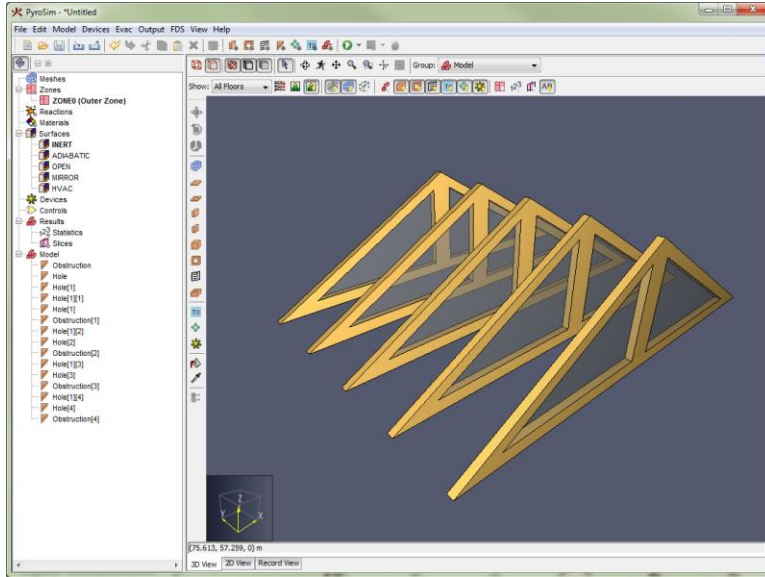 PyroSim - *Untitled
File Edit Model Devices Evac Output FDS View Help
Group: Model
Show: All Floors
Meshes
Zones
ZONE0 (Outer Zone)
Reactions
Materials
Surfaces
INERT
ADIABATIC
OPEN
MIRROR
HVAC
Devices
Controls
Results
Statistics
Slices
Model
Obstruction
Hole
Hole[1]
Hole[1][1]
Hole[1]
Obstruction[1]
Hole[1][2]
Hole[2]
Obstruction[2]
Hole[1][3]
Hole[3]
Obstruction[3]
Hole[1][4]
Hole[4]
Obstruction[4]
Z
Y X
(75.613, 57.259, 0) m
3D View 2D View Record View